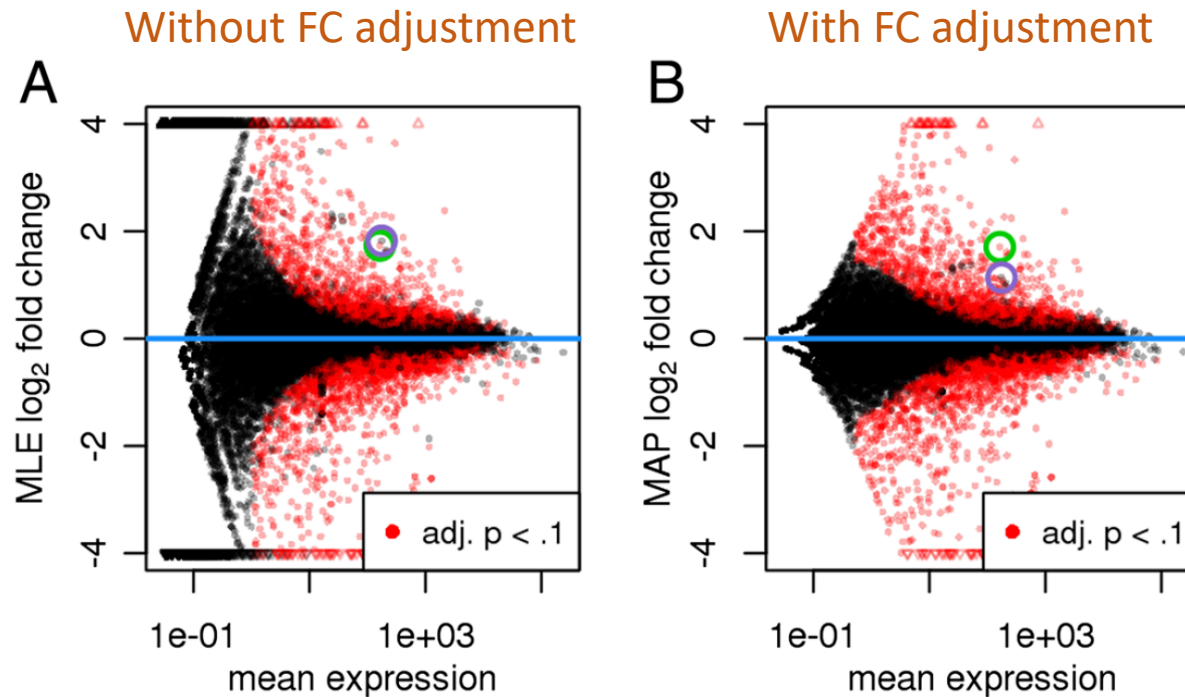 Without FC adjustment
With FC adjustment
A
MLE log2 fold change
4
2
0
-2
-4
adj. p < .1
1e-01
1e+03
mean expression
B
MAP log2 fold change
4
2
0
-2
-4
adj. p < .1
1e-01
1e+03
mean expression